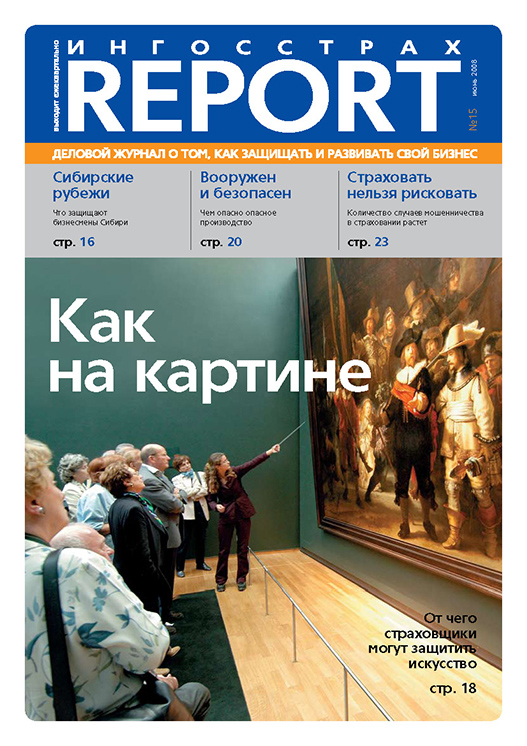 ИНГОССТРАХ
REPORT
выходит ежеквартально
№15 июнь 2008
ДЕЛОВОЙ ЖУРНАЛ О ТОМ, КАК ЗАЩИЩАТЬ И РАЗВИВАТЬ СВОЙ БИЗНЕС
Сибирские
рубежи
Что защищают
бизнесмены Сибири
стр. 16
Вооружен
и безопасен
Чем опасно опасное
производство
стр. 20
Страховать
нельзя рисковать
Количество случаев мошенничества
в страховании растет
стр. 23
Как
на картине
От чего
страховщики
могут защитить
искусство
стр. 18